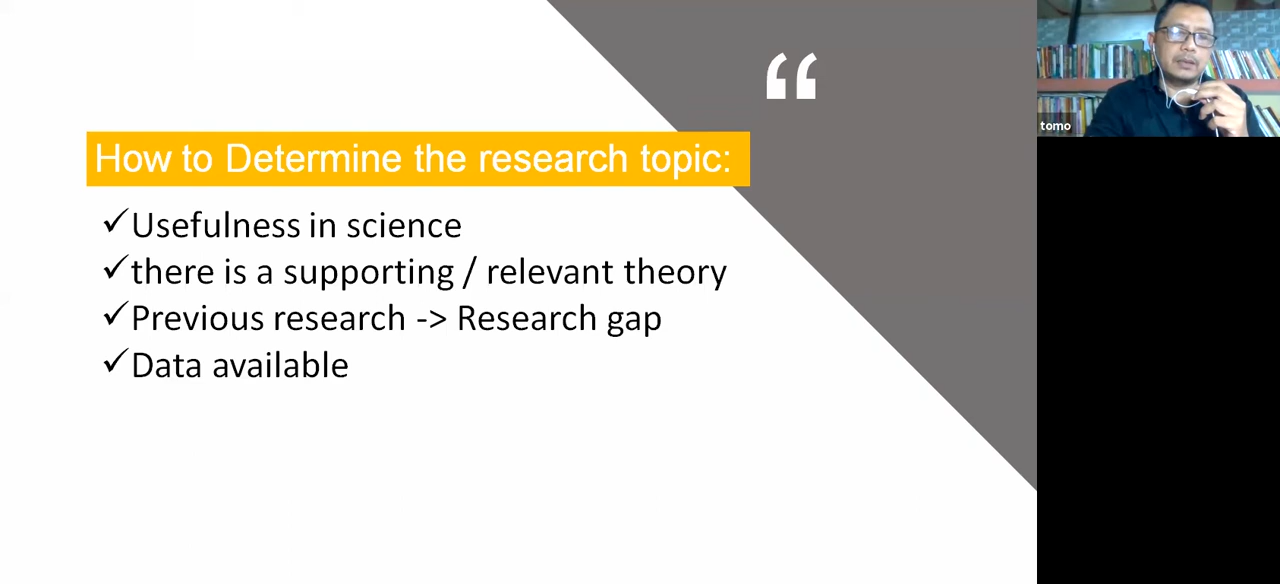 “
How to Determine the research topic:
✓Usefulness in science
✓there is a supporting / relevant theory
✓Previous research -> Research gap
✓Data available
tomo